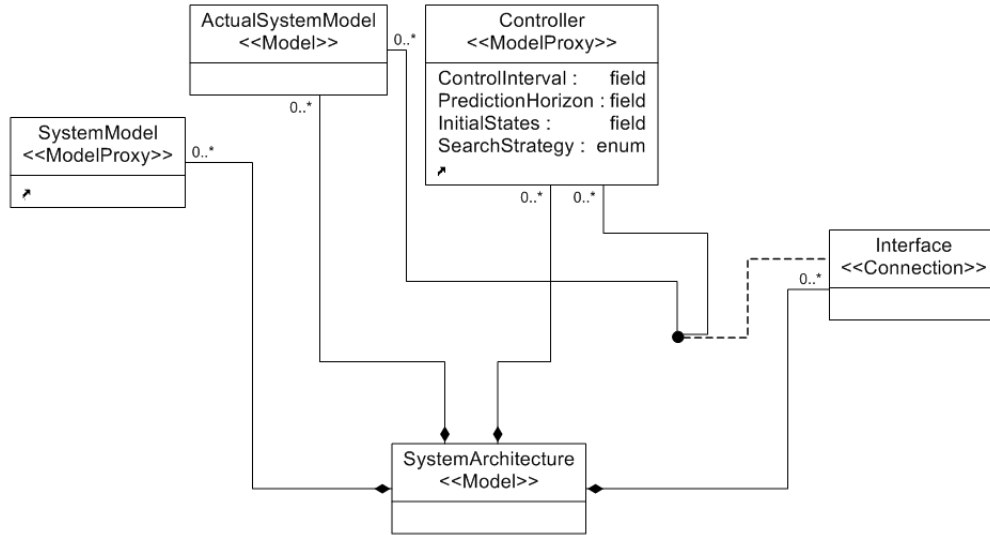 ActualSystemModel
<<Model>>
0..*
0..*
Controller
<<ModelProxy>>
ControlInterval : field
PredictionHorizon : field
InitialStates : field
SearchStrategy : enum
0..*
0..*
SystemModel
<<ModelProxy>>
0..*
Interface
<<Connection>>
0..*
SystemArchitecture
<<Model>>